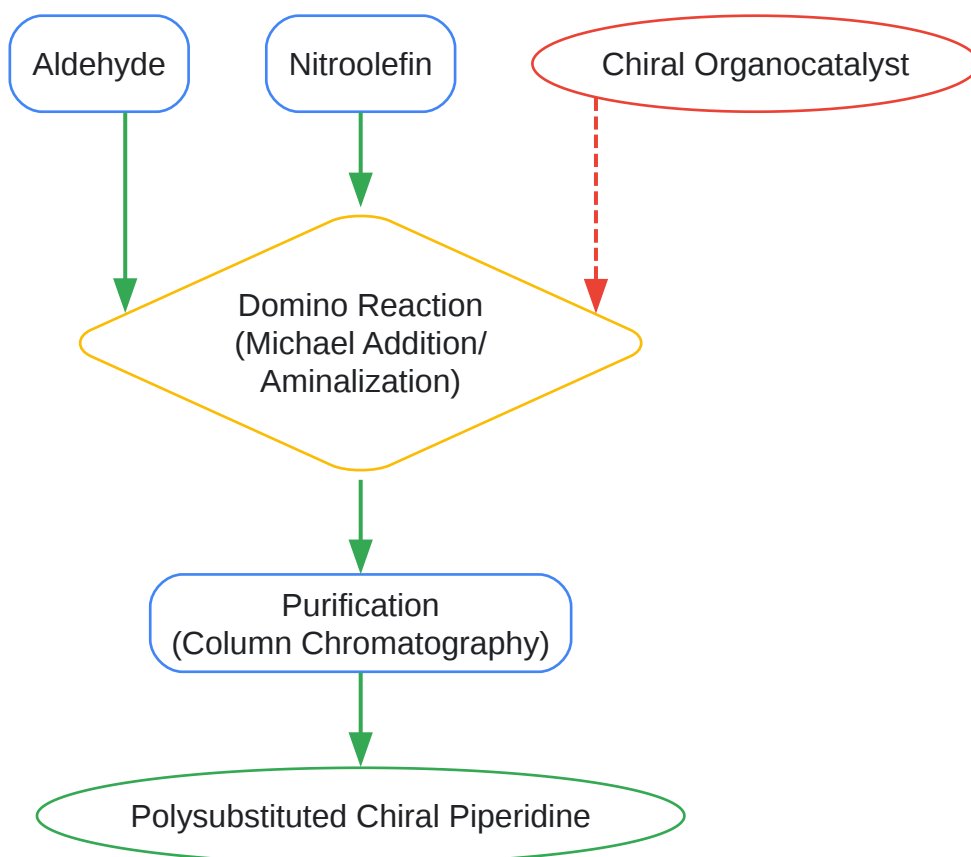 Aldehyde
Nitroolefin
Chiral Organocatalyst
Domino Reaction
(Michael Addition/
Aminalization)
Purification
(Column Chromatography)
Polysubstituted Chiral Piperidine